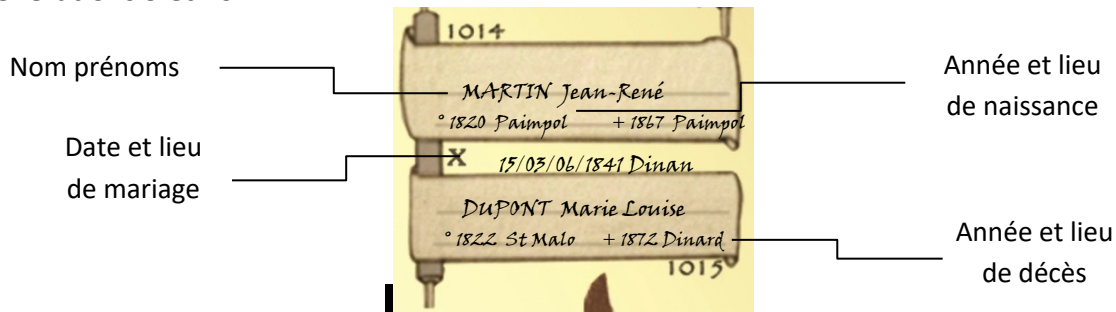 1014
Nom prénoms
MARTIN Jean-René
° 1820 Paimpol + 1867 Paimpol
Année et lieu
de naissance
Date et lieu
de mariage
X 15/03/06/1841 Dinan
DUPONT Marie Louise
° 1822 St Malo + 1872 Dinard
1015
Année et lieu
de décès